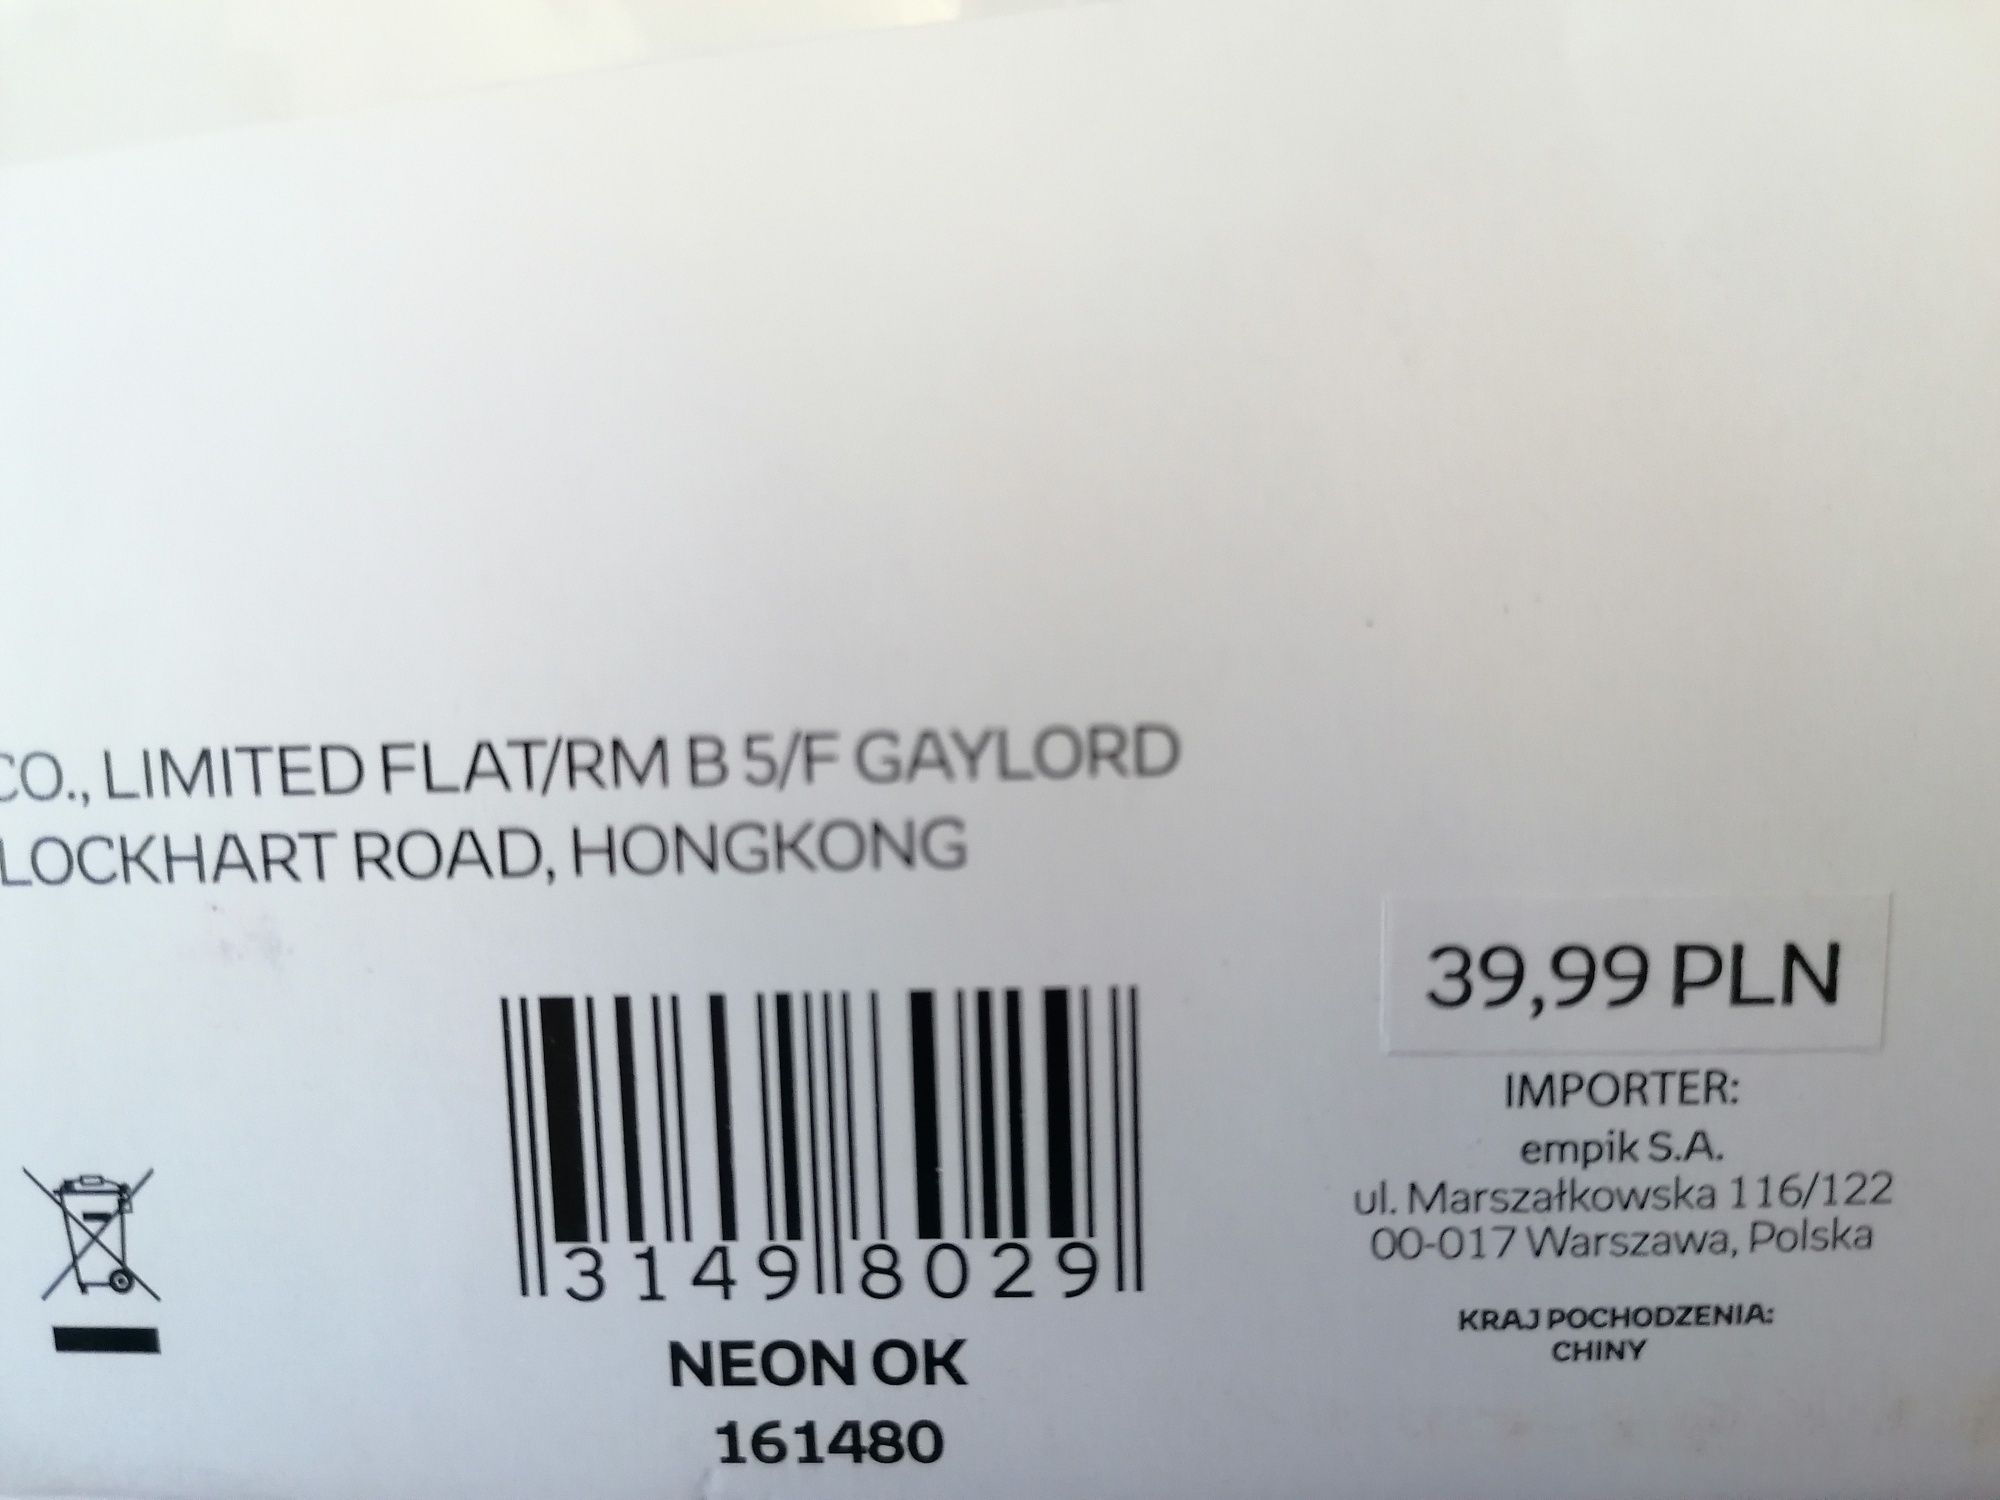 CO., LIMITED FLAT/RM B 5/F GAYLORD
LOCKHART ROAD, HONGKONG
39,99 PLN
IMPORTER:
empik S.A.
ul. Marszałkowska 116/122
00-017 Warszawa, Polska
KRAJ POCHODZENIA:
CHINY
3149 8029
NEON OK
161480